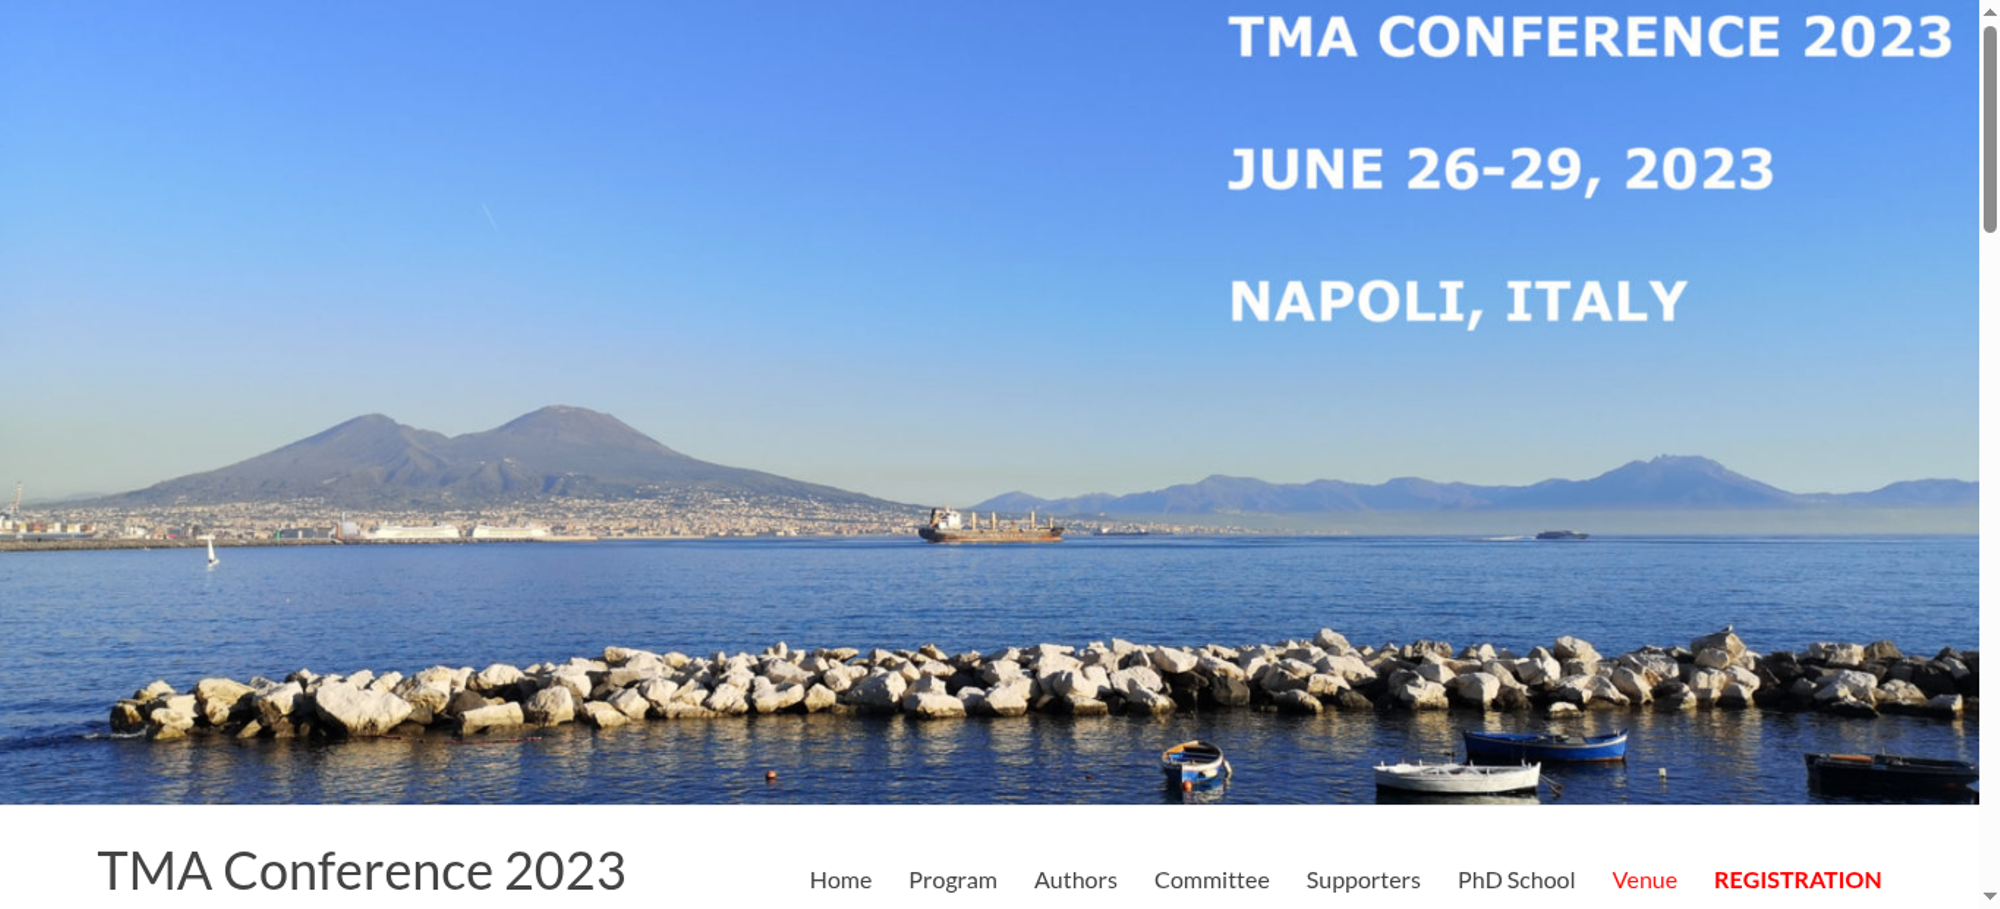 TMA CONFERENCE 2023
JUNE 26-29, 2023
NAPOLI, ITALY
TMA Conference 2023
Home Program Authors Committee Supporters PhD School Venue REGISTRATION